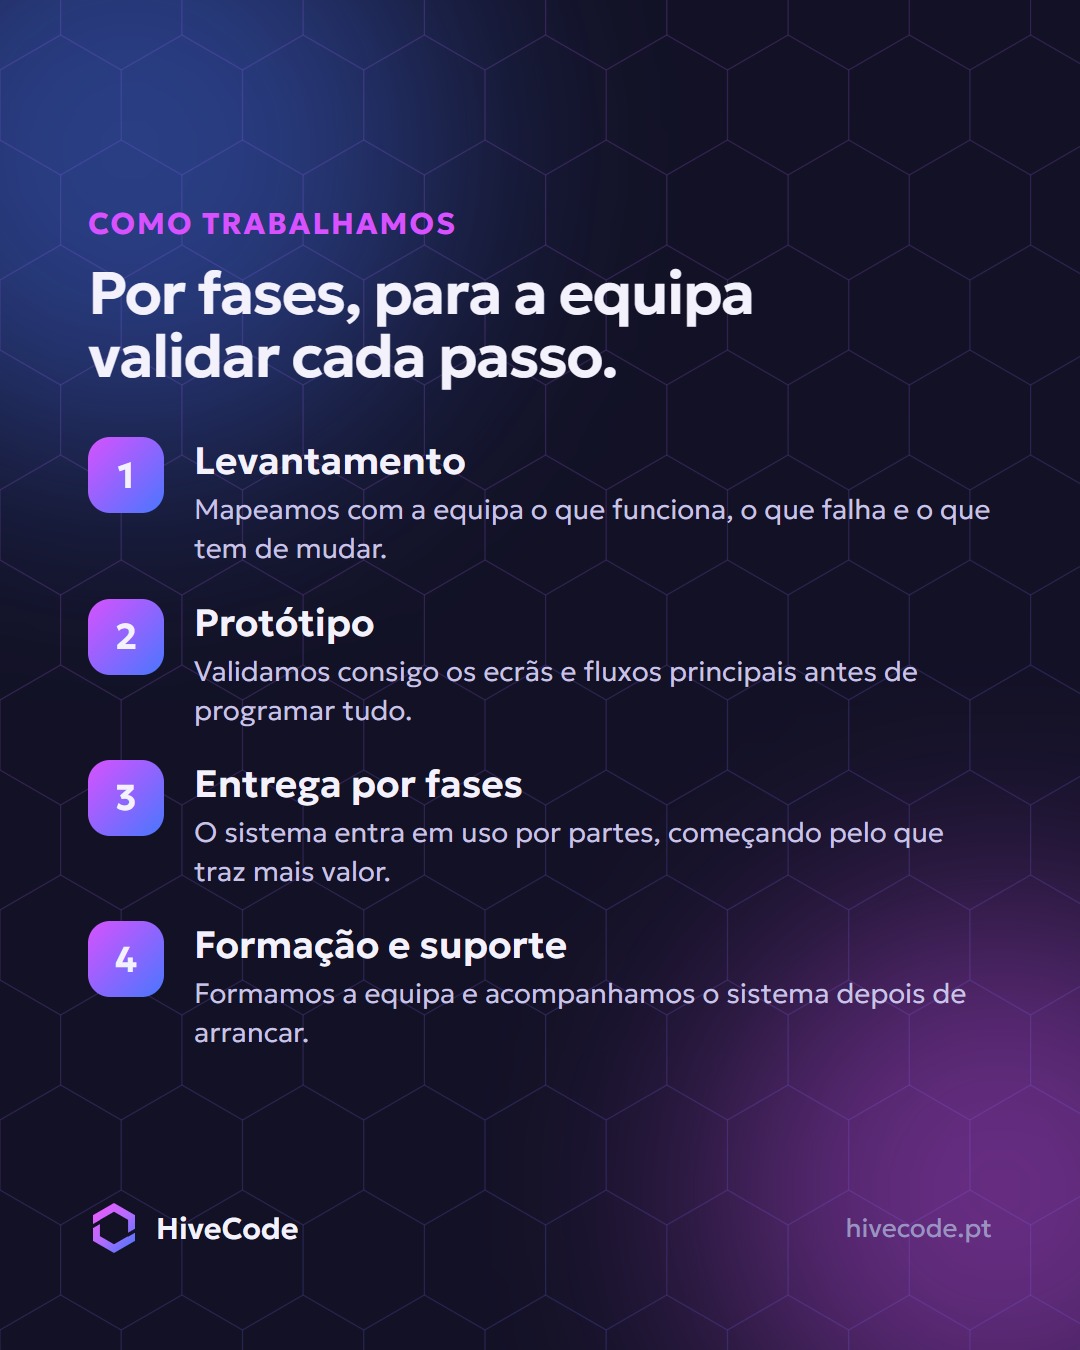 COMO TRABALHAMOS
Por fases, para a equipa
validar cada passo.
1
Levantamento
Mapeamos com a equipa o que funciona, o que falha e o que
tem de mudar.
2
Protótipo
Validamos consigo os ecrãs e fluxos principais antes de
programar tudo.
3
Entrega por fases
O sistema entra em uso por partes, começando pelo que
traz mais valor.
4
Formação e suporte
Formamos a equipa e acompanhamos o sistema depois de
arrancar.
HiveCode
hivecode.pt